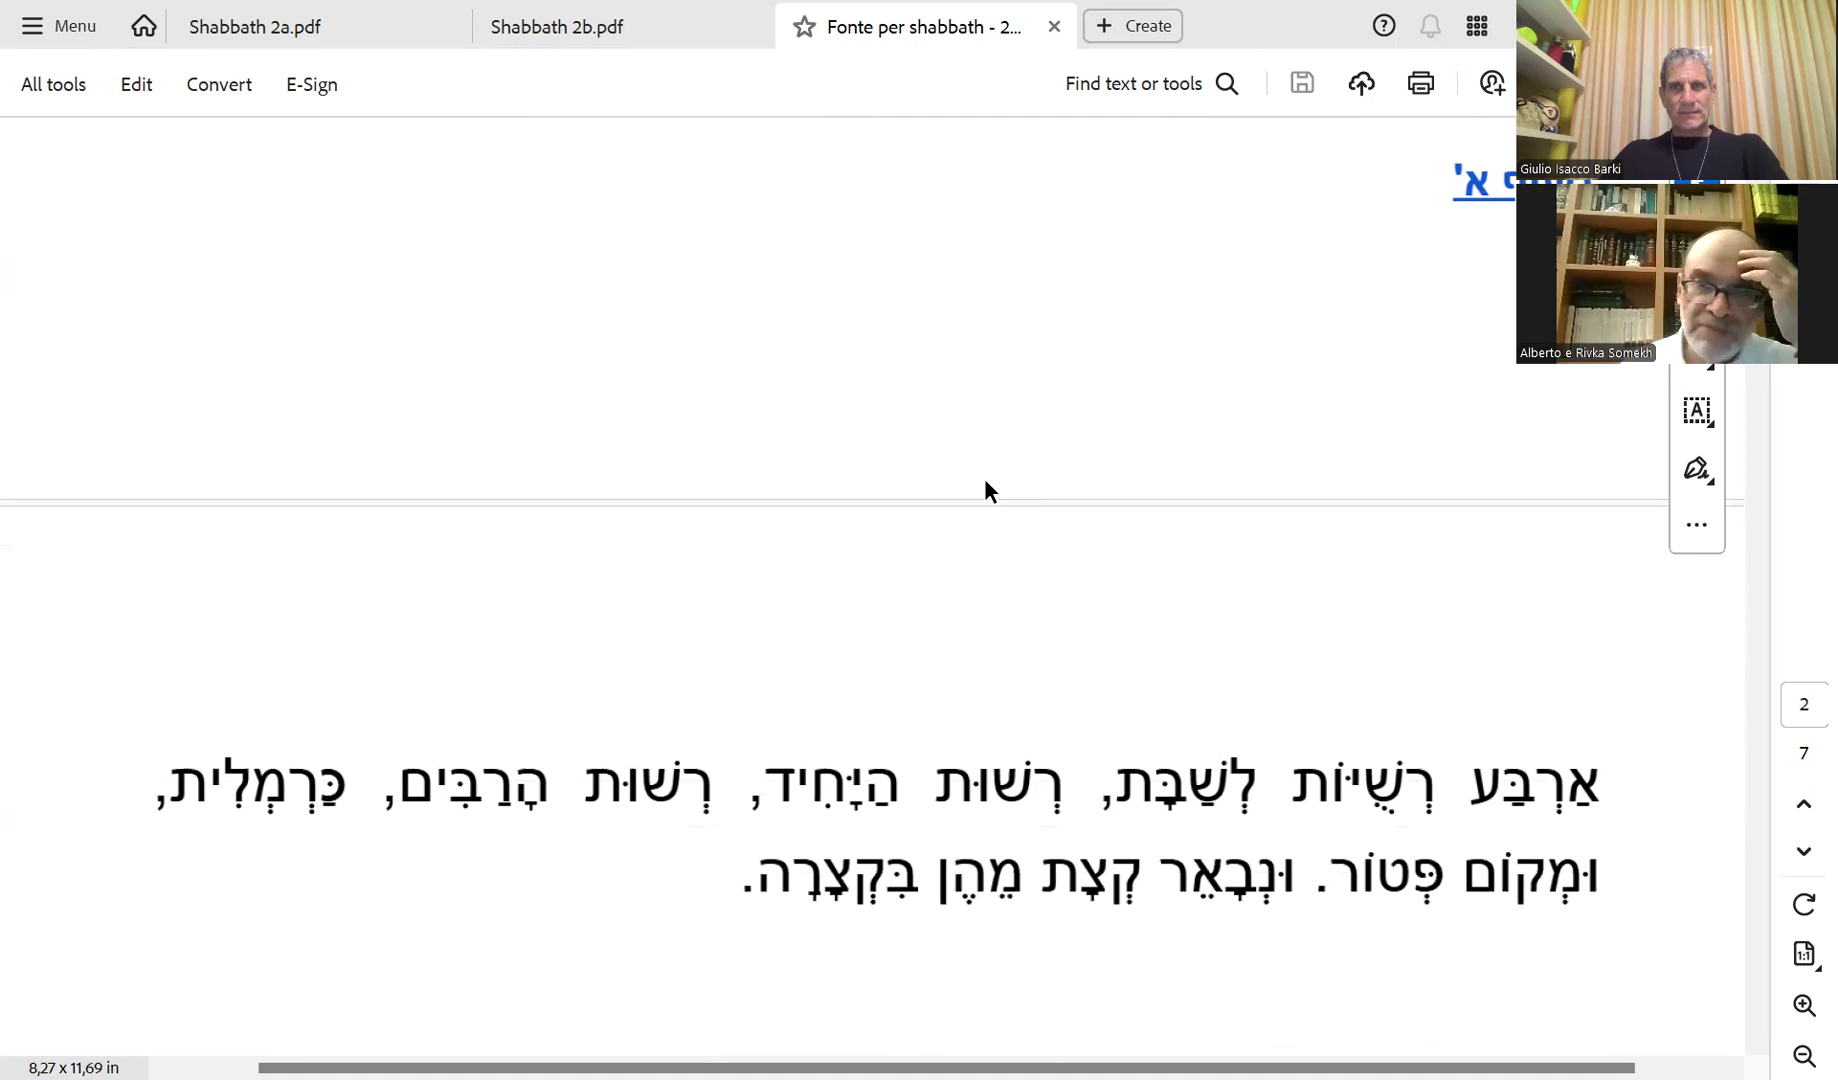 Menu
Shabbath 2a.pdf
Shabbath 2b.pdf
Fonte per shabbath - 2...
Create
All tools
Edit
Convert
E-Sign
Find text or tools
א'
Giulio Isacco Barki
Alberto e Rivka Somekh
אַרְבַּע רְשֻׁיּוֹת לְשַׁבָּת, רְשׁוּת הַיָּחִיד, רְשׁוּת הָרַבִּים, כַּרְמְלִית,
וּמְקוֹם פְּטוֹר. וּנְבָאֵר קְצָת מֵהֶן בִּקְצָרָה.
2
7
8,27 x 11,69 in